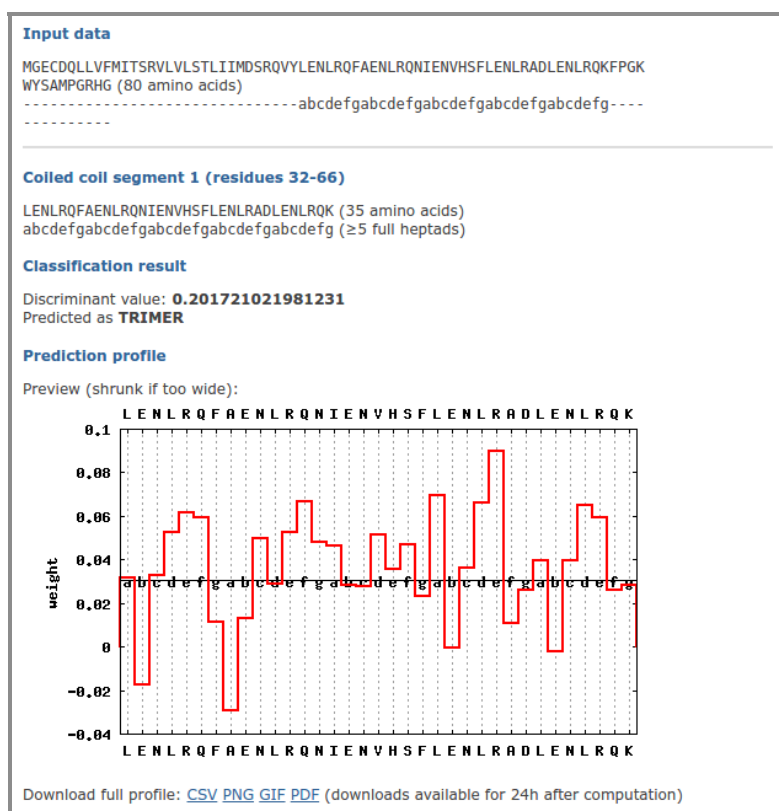 Input data
MGECDQLLVFMITSRVLVLSTLIIMDSRQVYLENLRQFAENLRQNIENVHSFLENLRADLENLRQKFPGK
WYSAMPGRHG (80 amino acids)
-------------------------------abcdefgabcdefgabcdefgabcdefgabcdefg----
----------
Coiled coil segment 1 (residues 32-66)
LENLRQFAENLRQNIENVHSFLENLRADLENLRQK (35 amino acids)
abcdefgabcdefgabcdefgabcdefgabcdefg (≥5 full heptads)
Classification result
Discriminant value: 0.201721021981231
Predicted as TRIMER
Prediction profile
Preview (shrunk if too wide):
L E N L R Q F A E N L R Q N I E N V H S F L E N L R A D L E N L R Q K
0.1
0.08
0.06
0.04
a b c d e f g a b c d e f g a b c d e f g a b c d e f g a b c d e f g
0.02
0
-0.02
-0.04
weight
L E N L R Q F A E N L R Q N I E N V H S F L E N L R A D L E N L R Q K
Download full profile: CSV PNG GIF PDF (downloads available for 24h after computation)